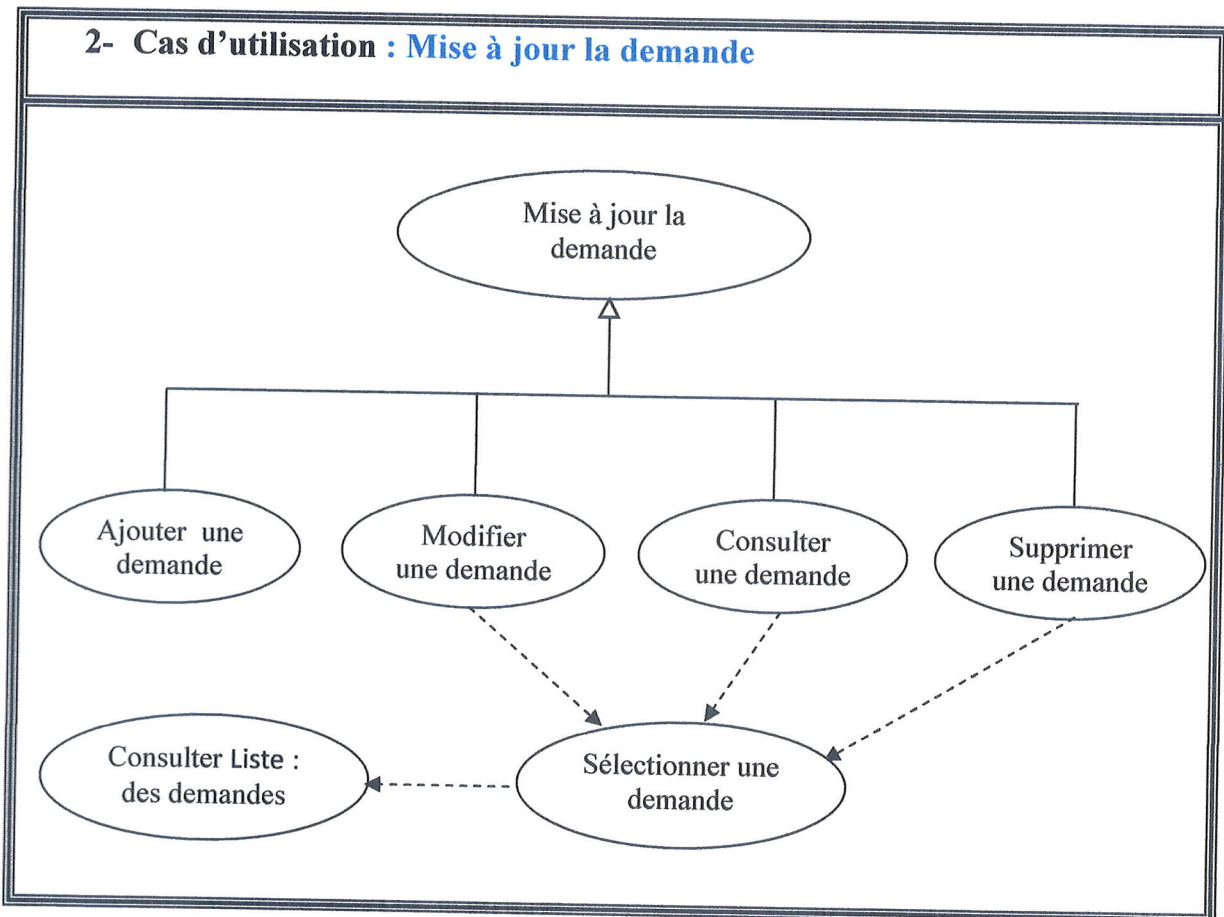 2- Cas d'utilisation : Mise à jour la demande
Mise à jour la
demande
Ajouter une
demande
Modifier
une demande
Consulter
une demande
Supprimer
une demande
Consulter Liste :
des demandes
Sélectionner une
demande